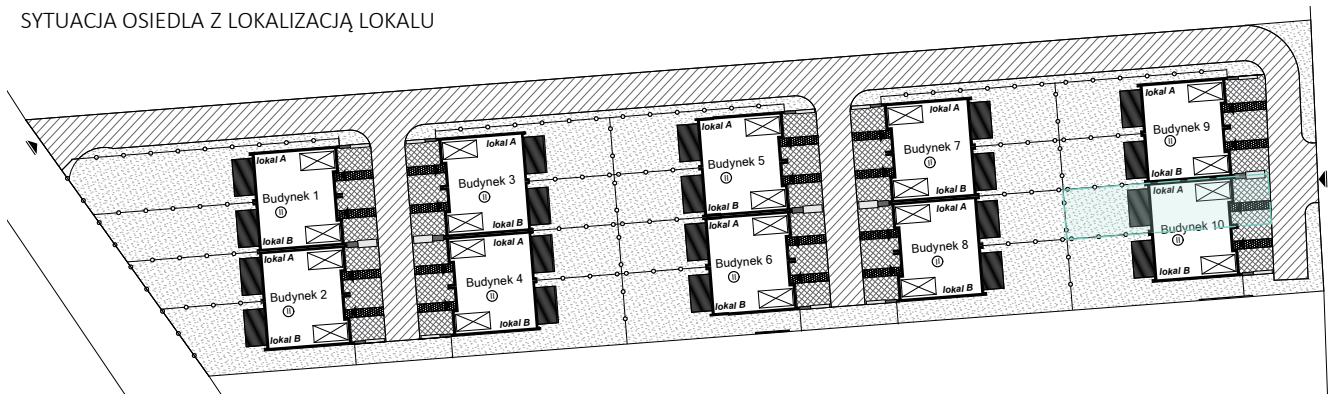 SYTUACJA OSIEDLA Z LOKALIZACJĄ LOKALU
lokal A
Budynek 1
II
lokal B
lokal A
Budynek 2
II
lokal B
lokal A
Budynek 3
II
lokal B
lokal A
Budynek 4
II
lokal B
lokal A
Budynek 5
II
lokal B
lokal A
Budynek 6
II
lokal B
lokal A
Budynek 7
II
lokal B
lokal A
Budynek 8
II
lokal B
lokal A
Budynek 9
II
lokal B
lokal A
Budynek 10
II
lokal B